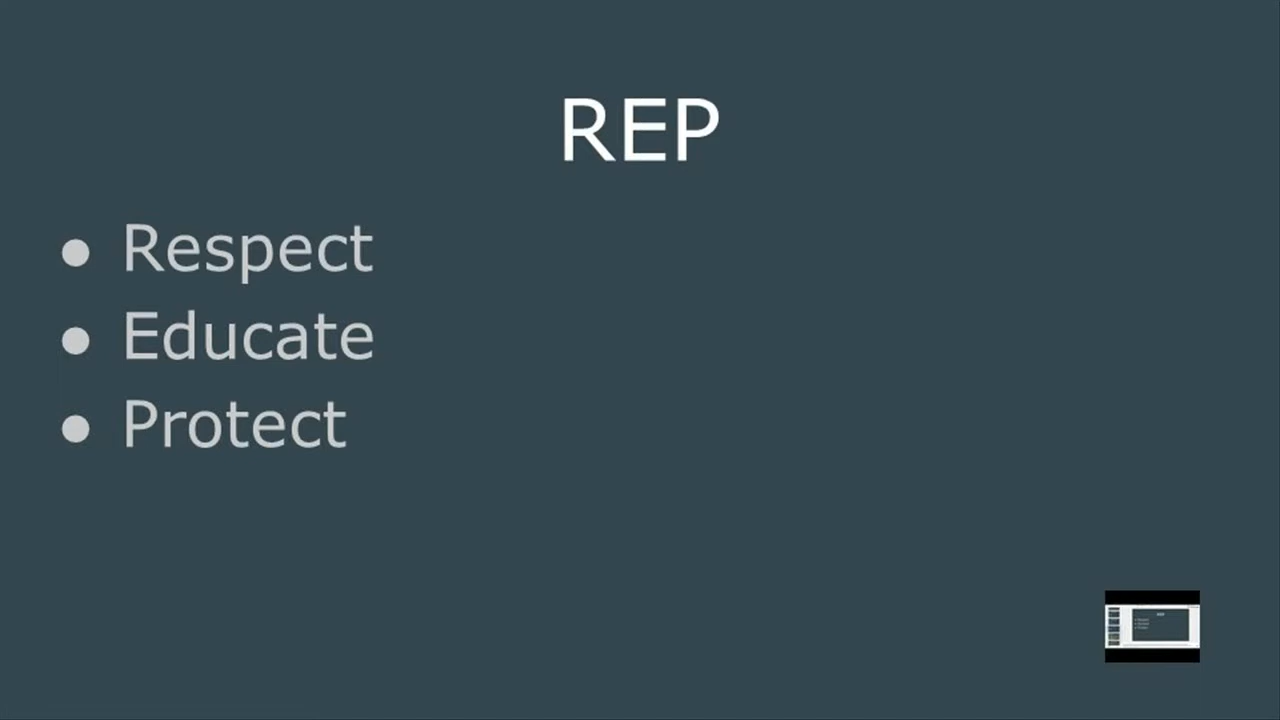 REP
● Respect
● Educate
● Protect